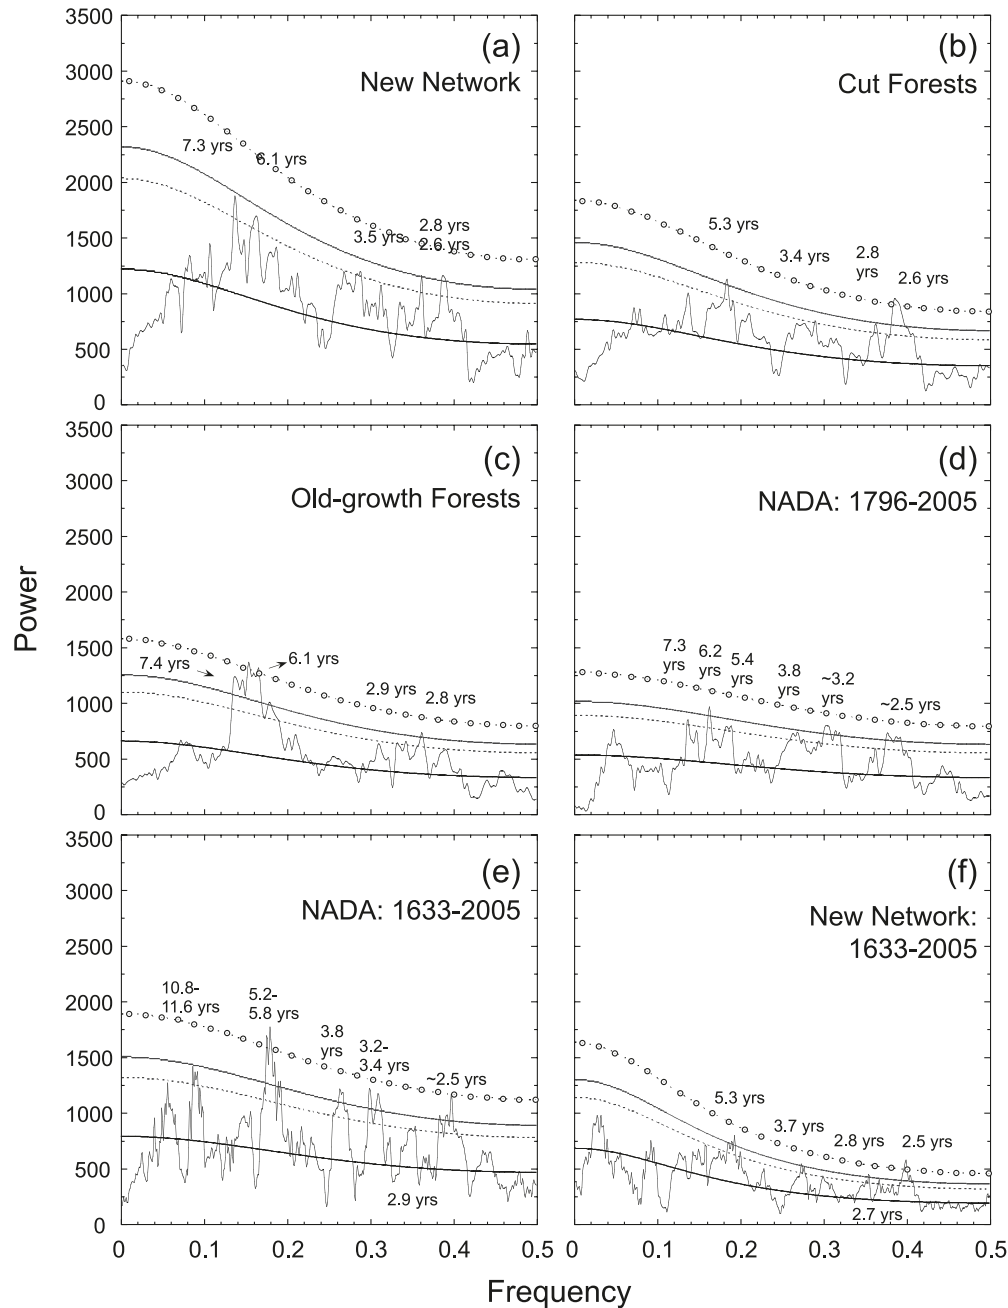 (a)
New Network
3500
3000
2500
2000
1500
1000
500
0
7.3 yrs
6.1 yrs
3.5 yrs
2.8 yrs
2.6 yrs
(b)
Cut Forests
5.3 yrs
3.4 yrs
2.8
yrs
2.6 yrs
(c)
Old-growth Forests
3500
3000
2500
2000
1500
1000
500
0
7.4 yrs
6.1 yrs
2.9 yrs
2.8 yrs
(d)
NADA: 1796-2005
7.3
yrs
6.2
yrs
5.4
yrs
3.8
yrs
~3.2
yrs
~2.5 yrs
Power
(e)
NADA: 1633-2005
3500
3000
2500
2000
1500
1000
500
0
10.8-
11.6 yrs
5.2-
5.8 yrs
3.8
yrs
3.2-
3.4 yrs
~2.5 yrs
2.9 yrs
0 0.1 0.2 0.3 0.4 0.5
(f)
New Network:
1633-2005
5.3 yrs
3.7 yrs
2.8 yrs
2.5 yrs
2.7 yrs
0 0.1 0.2 0.3 0.4 0.5
Frequency